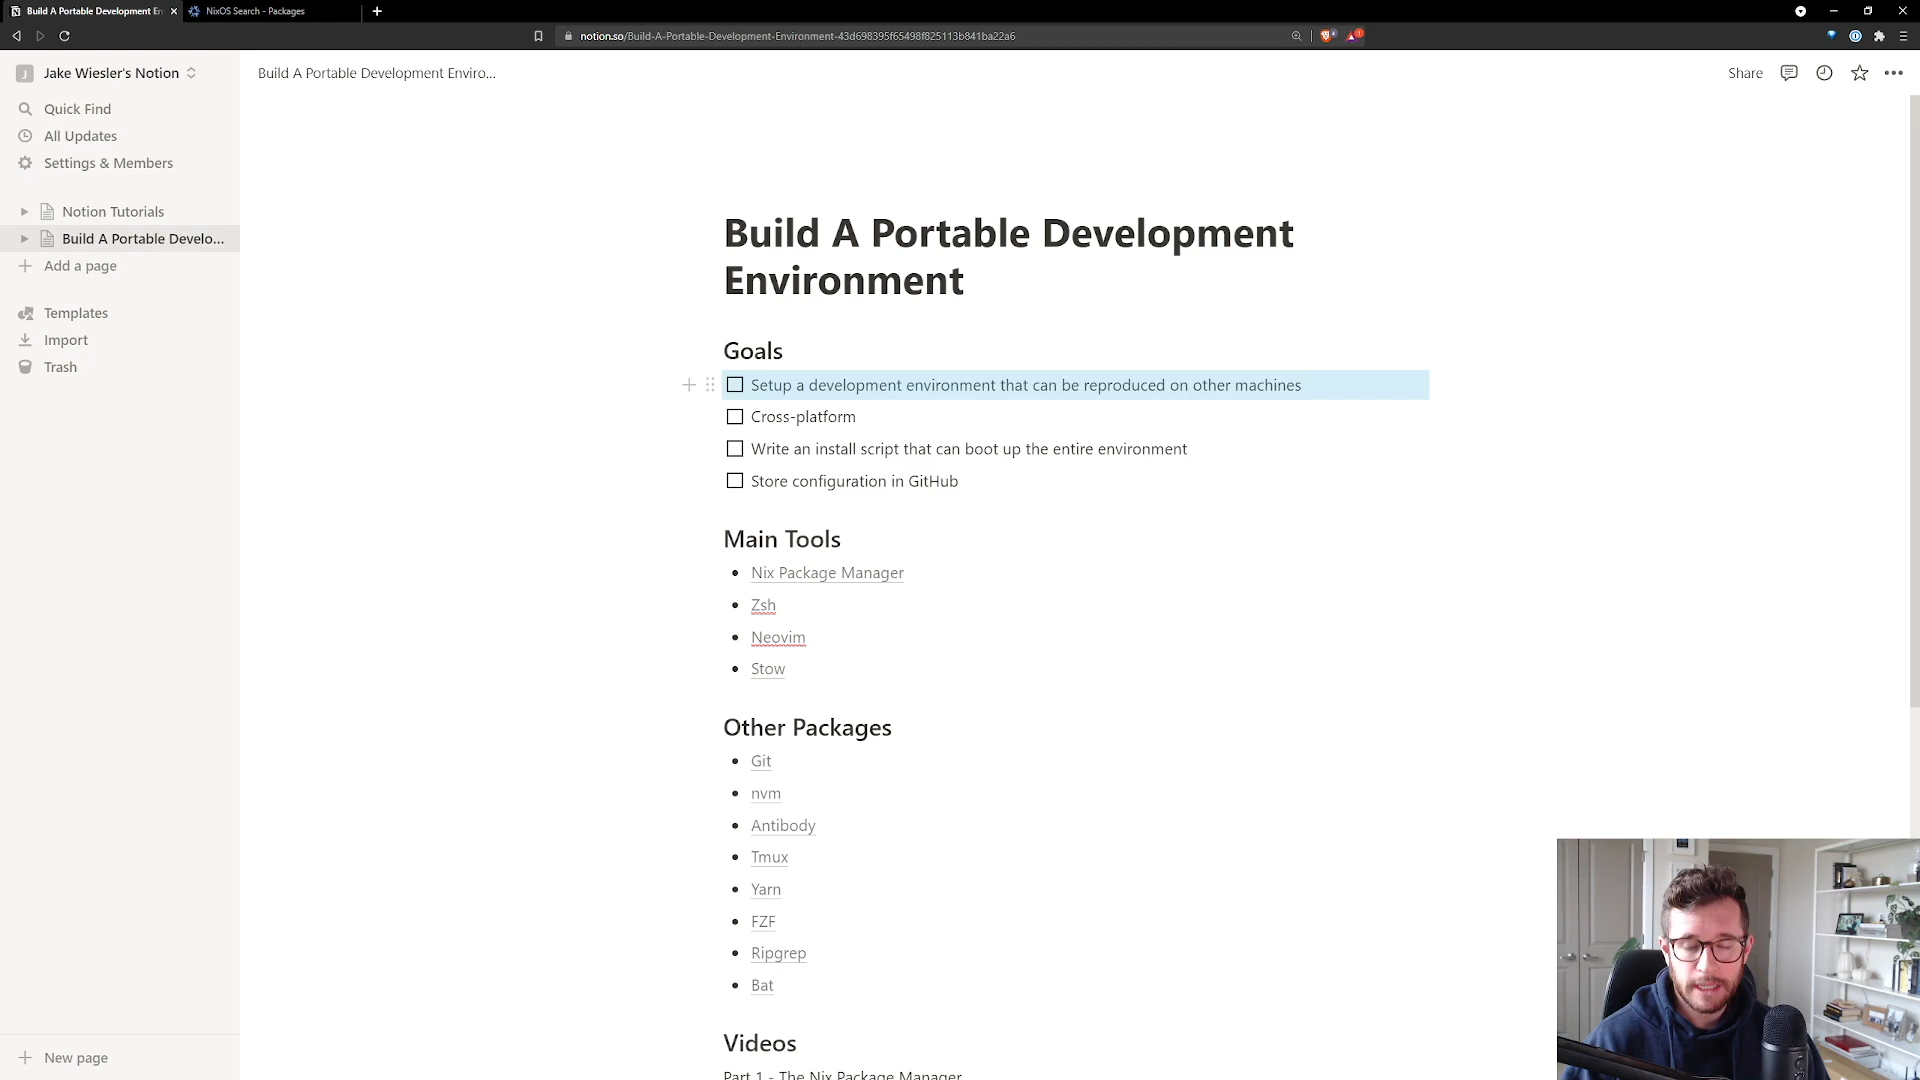 Build A Portable Development En
NixOS Search - Packages
notion.so/Build-A-Portable-Development-Environment-43d698395f65498f825113b841ba22a6
4
1
J
Jake Wiesler's Notion
Build A Portable Development Enviro...
Share
Quick Find
All Updates
Settings & Members
Notion Tutorials
Build A Portable Develo...
Add a page
Templates
Import
Trash
New page
Build A Portable Development
Environment
Goals
Setup a development environment that can be reproduced on other machines
Cross-platform
Write an install script that can boot up the entire environment
Store configuration in GitHub
Main Tools
Nix Package Manager
Zsh
Neovim
Stow
Other Packages
Git
nvm
Antibody
Tmux
Yarn
FZF
Ripgrep
Bat
Videos
Part 1 - The Nix Package Manager